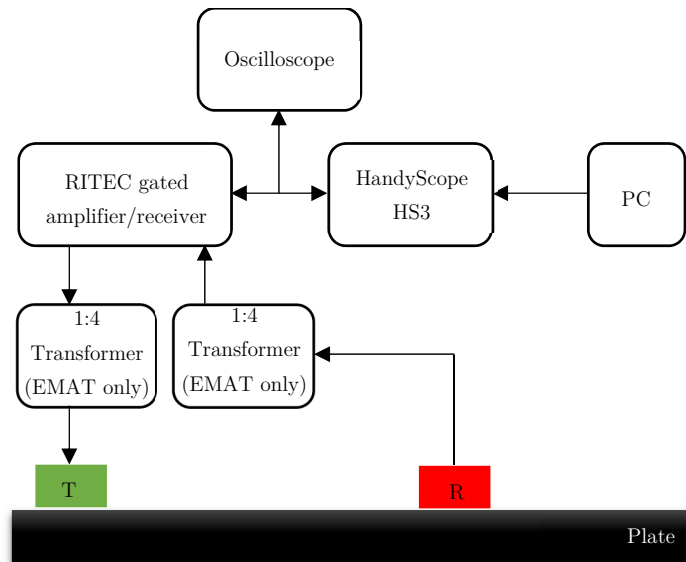 Oscilloscope
RITEC gated
amplifier/receiver
HandyScope
HS3
PC
1:4
Transformer
(EMAT only)
1:4
Transformer
(EMAT only)
T
R
Plate